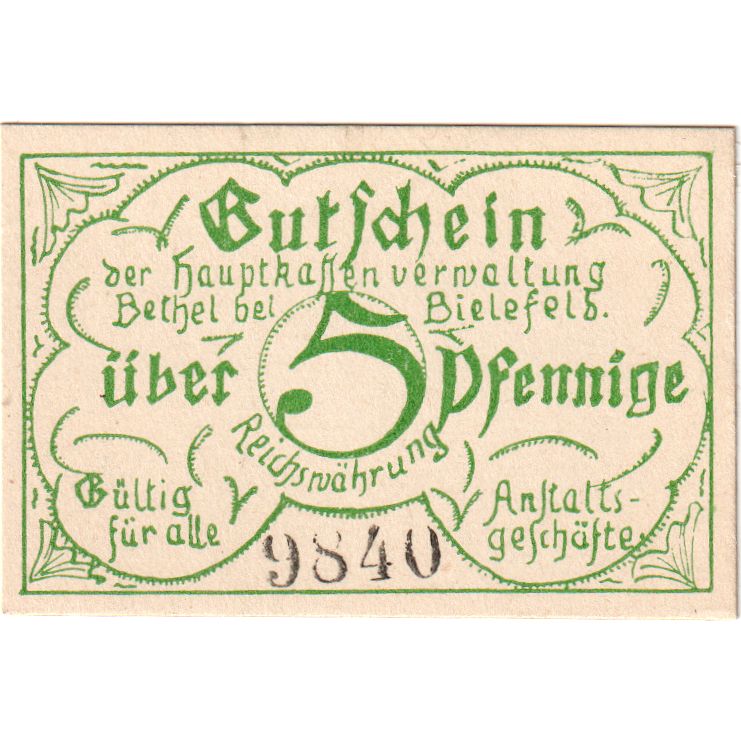 Gutschein
der Hauptkassenverwaltung
Bethel bei Bielefeld.
über 5 Pfennige
Reichswährung
Gültig
für alle
Anstalts-
geschäfte.
9840